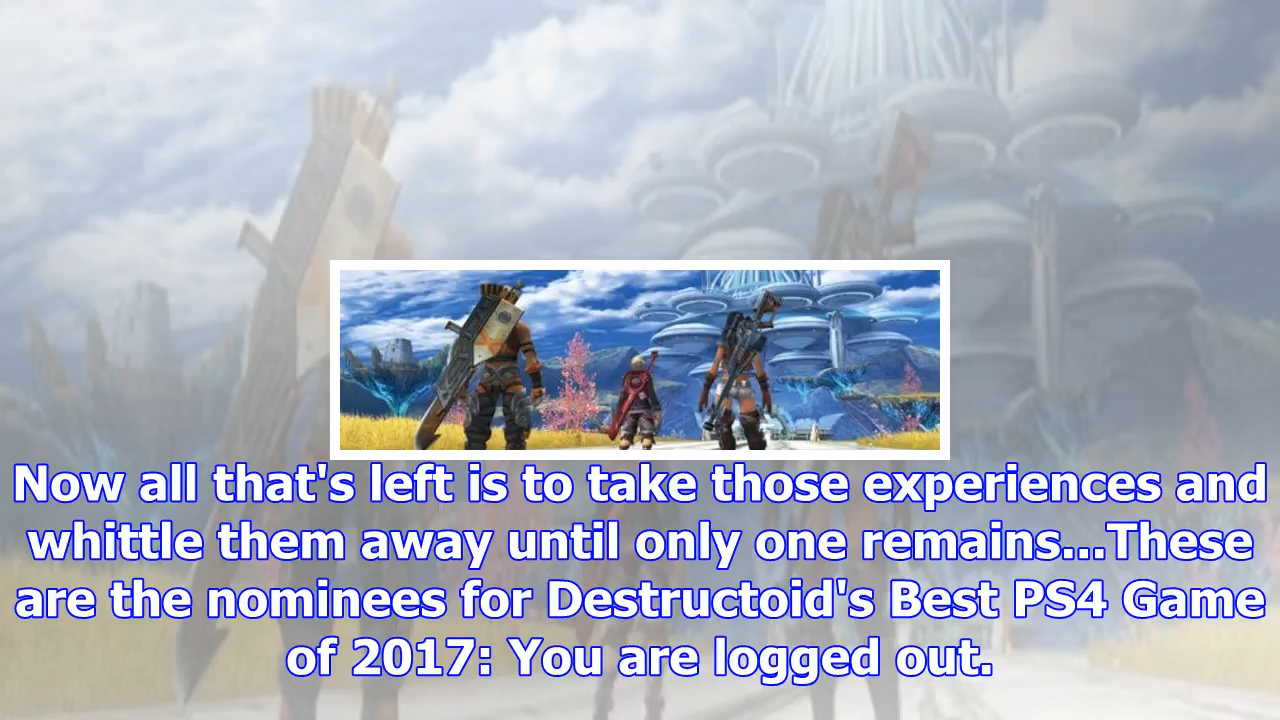 Now all that's left is to take those experiences and
whittle them away until only one remains...These
are the nominees for Destructoid's Best PS4 Game
of 2017: You are logged out.